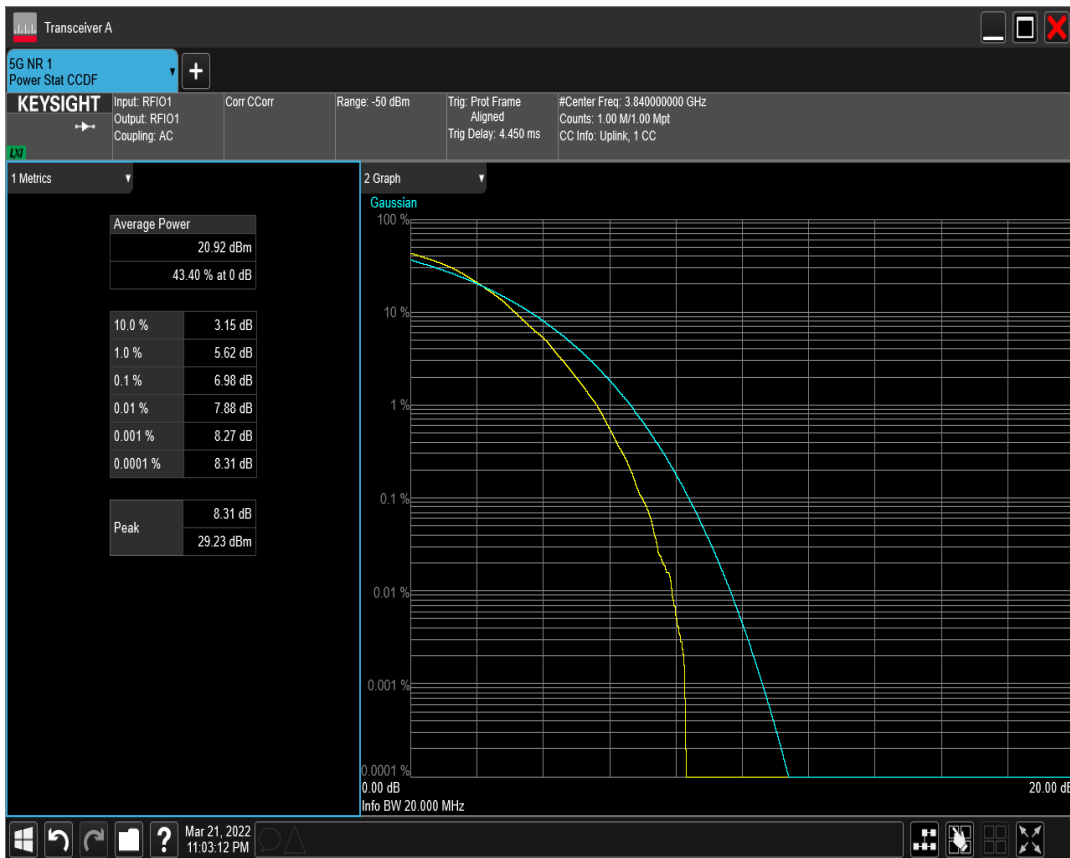 Transceiver A
5G NR 1
Power Stat CCDF
+
KEYSIGHT
LXI
Input: RFIO1
Output: RFIO1
Coupling: AC
Corr CCorr
Range: -50 dBm
Trig: Prot Frame
Aligned
Trig Delay: 4.450 ms
#Center Freq: 3.840000000 GHz
Counts: 1.00 M/1.00 Mpt
CC Info: Uplink, 1 CC
1 Metrics
Average Power
20.92 dBm
43.40 % at 0 dB
10.0 % 3.15 dB
1.0 % 5.62 dB
0.1 % 6.98 dB
0.01 % 7.88 dB
0.001 % 8.27 dB
0.0001 % 8.31 dB
Peak
8.31 dB
29.23 dBm
2 Graph
Gaussian
100 %
10 %
1 %
0.1 %
0.01 %
0.001 %
0.0001 %
0.00 dB 20.00 dB
Info BW 20.000 MHz
?
Mar 21, 2022
11:03:12 PM